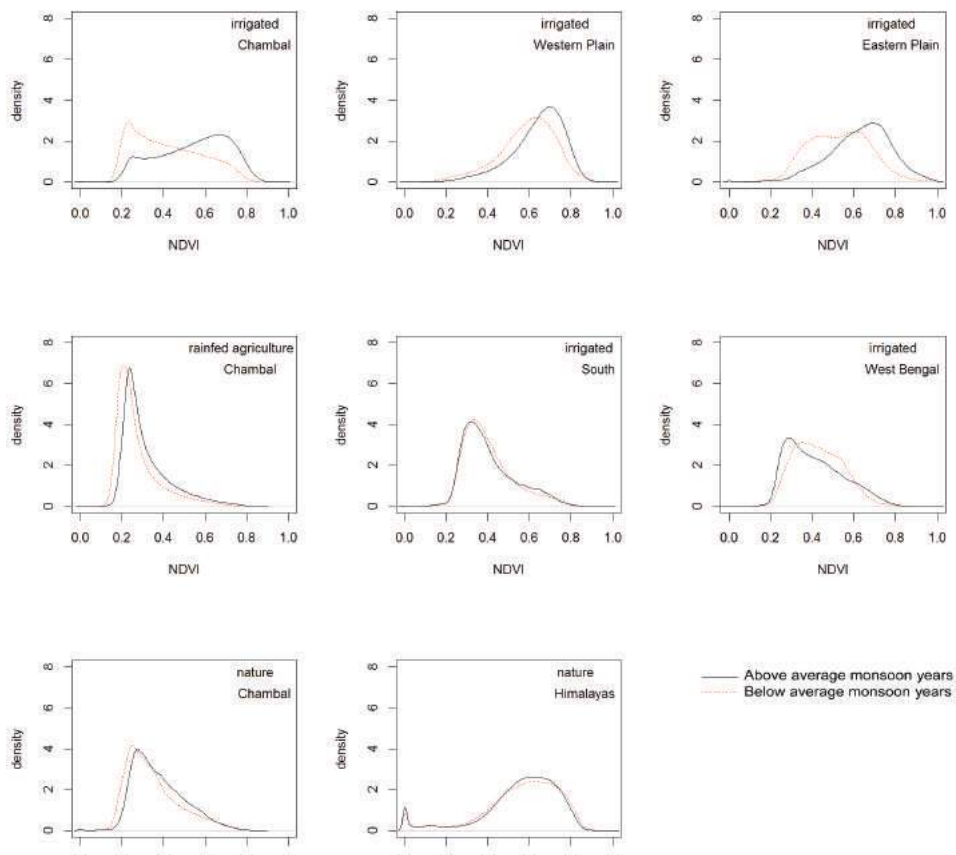 irrigated
Chambal
density
0 2 4 6 8
0.0 0.2 0.4 0.6 0.8 1.0
NDVI
irrigated
Western Plain
density
0 2 4 6 8
0.0 0.2 0.4 0.6 0.8 1.0
NDVI
irrigated
Eastern Plain
density
0 2 4 6 8
0.0 0.2 0.4 0.6 0.8 1.0
NDVI
rainfed agriculture
Chambal
density
0 2 4 6 8
0.0 0.2 0.4 0.6 0.8 1.0
NDVI
irrigated
South
density
0 2 4 6 8
0.0 0.2 0.4 0.6 0.8 1.0
NDVI
irrigated
West Bengal
density
0 2 4 6 8
0.0 0.2 0.4 0.6 0.8 1.0
NDVI
nature
Chambal
density
0 2 4 6 8
nature
Himalayas
density
0 2 4 6 8
Above average monsoon years
Below average monsoon years